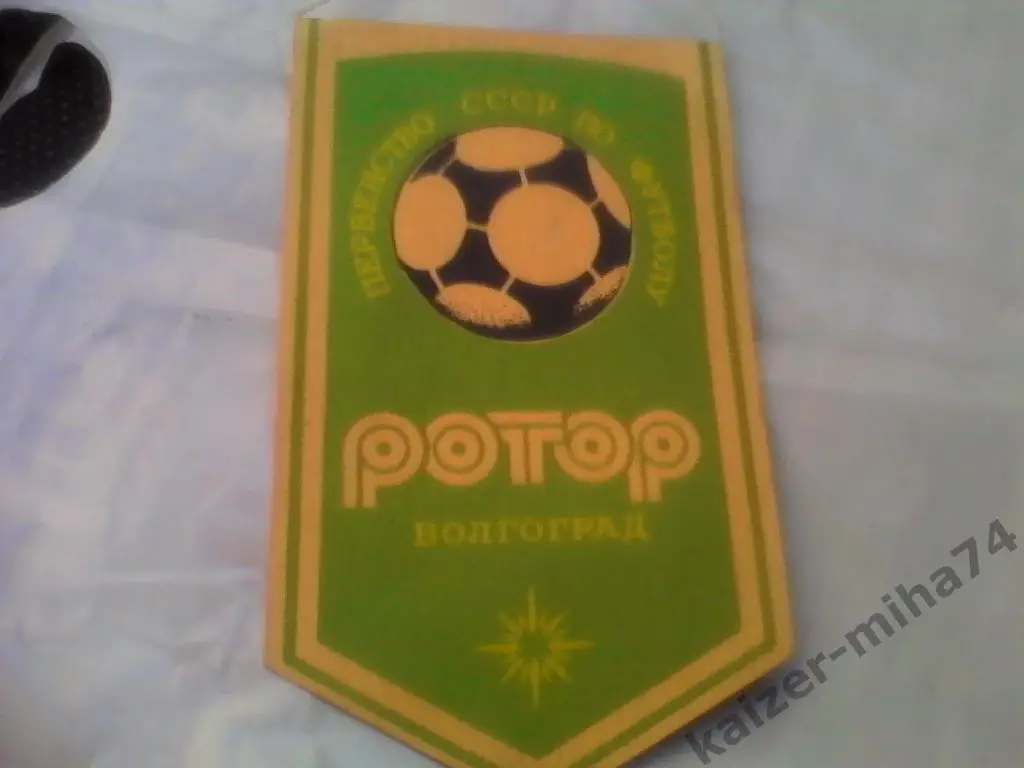 ПЕРВЕНСТВО СССР ПО ФУТБОЛУ
РОТОР
ВОЛГОГРАД
kaizer-miha74